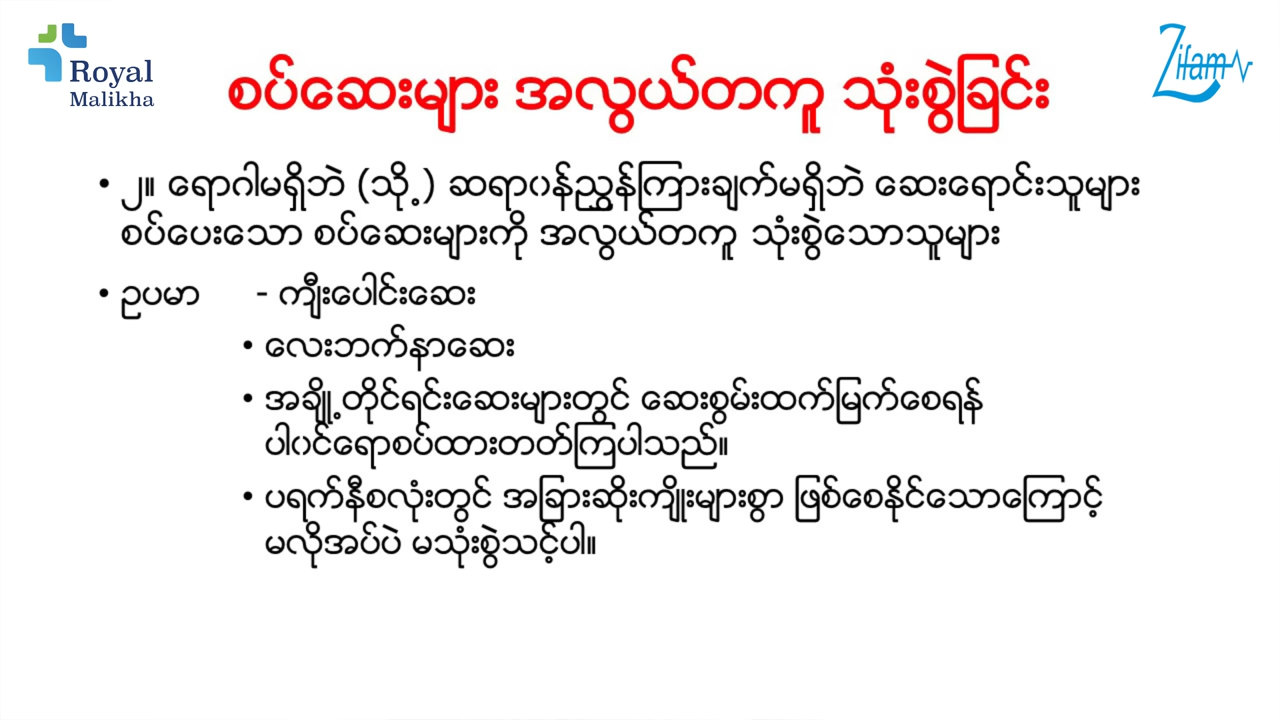 Royal
Malikha
Zifam
စပ်ဆေးများ အလွယ်တကူ သုံးစွဲခြင်း
• ၂။ ရောဂါမရှိဘဲ (သို့) ဆရာဝန်ညွှန်ကြားချက်မရှိဘဲ ဆေးရောင်းသူများ
စပ်ပေးသော စပ်ဆေးများကို အလွယ်တကူ သုံးစွဲသောသူများ
• ဥပမာ - ကျီးပေါင်းဆေး
• လေးဘက်နာဆေး
• အချို့တိုင်ရင်းဆေးများတွင် ဆေးစွမ်းထက်မြက်စေရန်
ပါဝင်ရောစပ်ထားတတ်ကြပါသည်။
• ပရက်နီစလုံးတွင် အခြားဆိုးကျိုးများစွာ ဖြစ်စေနိုင်သောကြောင့်
မလိုအပ်ပဲ မသုံးစွဲသင့်ပါ။